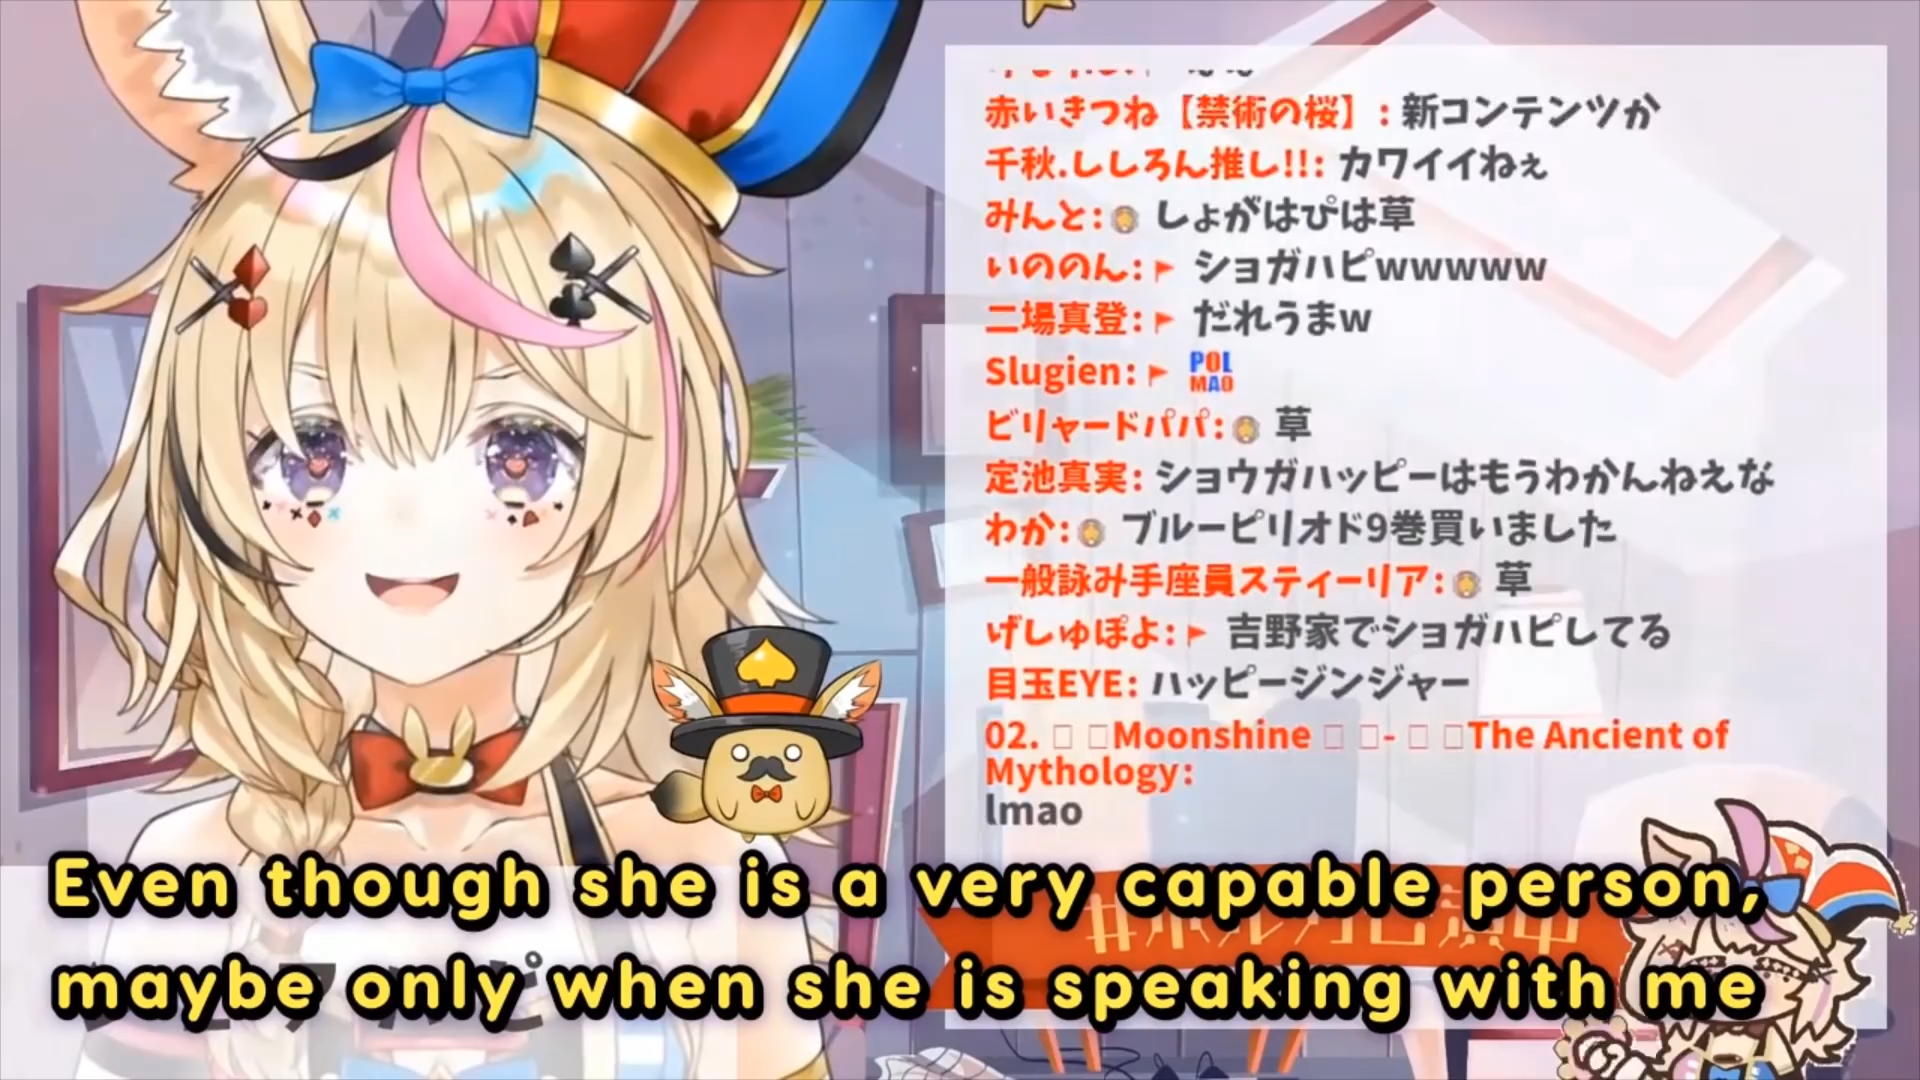 赤いきつね【禁術の桜】: 新コンテンツか
千秋.ししろん推し!!: カワイイねぇ
みんと: しょがはぴは草
いののん: ショガハピwwwww
二場真登: だれうまw
Slugien: POL MAO
ビリヤードパパ: 草
定池真実: ショウガハッピーはもうわかんねえな
わか: ブルーピリオド9巻買いました
一般詠み手座員スティーリア: 草
げしゅぽよ: 吉野家でショガハピしてる
目玉EYE: ハッピージンジャー
02. □ □Moonshine □ □- □ □The Ancient of
Mythology:
lmao
Even though she is a very capable person,
maybe only when she is speaking with me